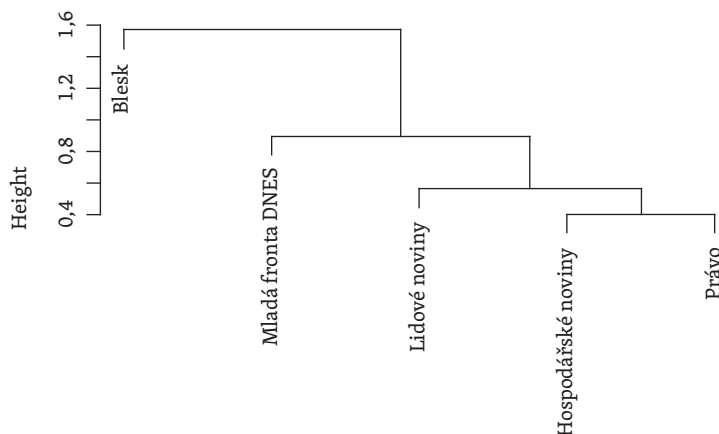 Height
1,6
1,2
0,8
0,4
Blesk
Mladá fronta DNES
Lidové noviny
Hospodářské noviny
Právo